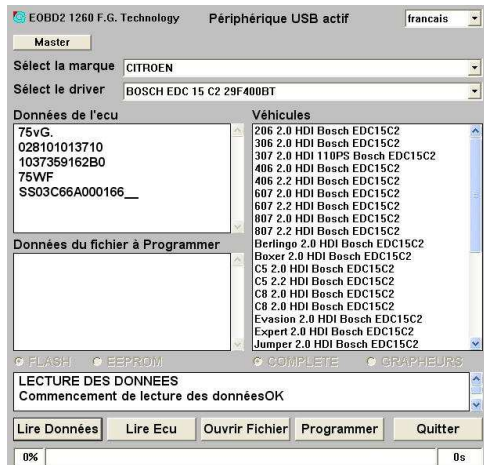 EOBD2 1260 F.G. Technology Périphérique USB actif francais
Master
Sélect la marque CITROEN
Sélect le driver BOSCH EDC 15 C2 29F400BT
Données de l'ecu
75vG.
028101013710
1037359162B0
75WF
SS03C66A000166__
Données du fichier à Programmer
Véhicules
206 2.0 HDI Bosch EDC15C2
306 2.0 HDI Bosch EDC15C2
307 2.0 HDI 110PS Bosch EDC15C2
406 2.0 HDI Bosch EDC15C2
406 2.2 HDI Bosch EDC15C2
607 2.0 HDI Bosch EDC15C2
607 2.2 HDI Bosch EDC15C2
807 2.0 HDI Bosch EDC15C2
807 2.2 HDI Bosch EDC15C2
Berlingo 2.0 HDI Bosch EDC15C2
Boxer 2.0 HDI Bosch EDC15C2
C5 2.0 HDI Bosch EDC15C2
C5 2.2 HDI Bosch EDC15C2
C8 2.0 HDI Bosch EDC15C2
C8 2.0 HDI Bosch EDC15C2
Evasion 2.0 HDI Bosch EDC15C2
Expert 2.0 HDI Bosch EDC15C2
Jumper 2.0 HDI Bosch EDC15C2
FLASH EEPROM COMPLETE GRAPHEURS
LECTURE DES DONNEES
Commencement de lecture des donnéesOK
Lire Données Lire Ecu Ouvrir Fichier Programmer Quitter
0% 0s